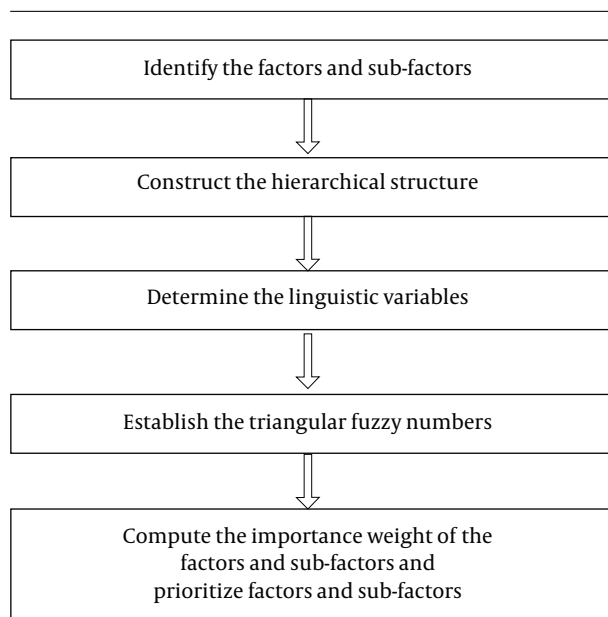 Identify the factors and sub-factors
Construct the hierarchical structure
Determine the linguistic variables
Establish the triangular fuzzy numbers
Compute the importance weight of the
factors and sub-factors and
prioritize factors and sub-factors